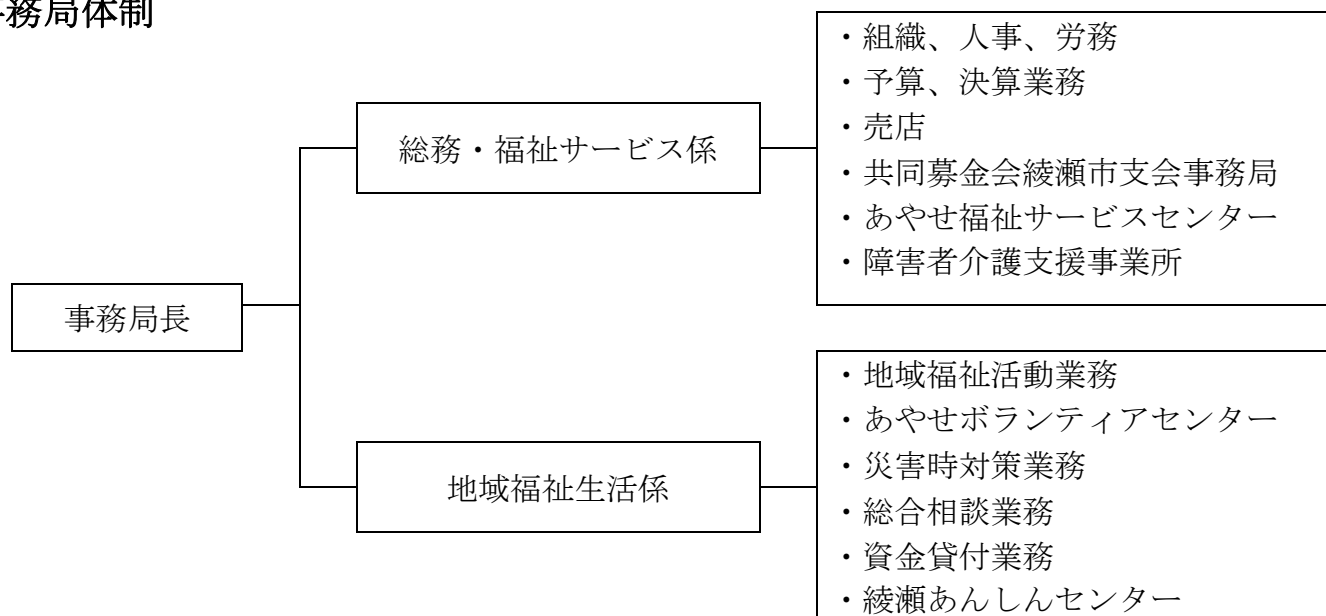 務局体制
事務局長
総務・福祉サービス係
・組織、人事、労務
・予算、決算業務
・売店
・共同募金会綾瀬市支会事務局
・あやせ福祉サービスセンター
・障害者介護支援事業所
地域福祉生活係
・地域福祉活動業務
・あやせボランティアセンター
・災害時対策業務
・総合相談業務
・資金貸付業務
・綾瀬あんしんセンター